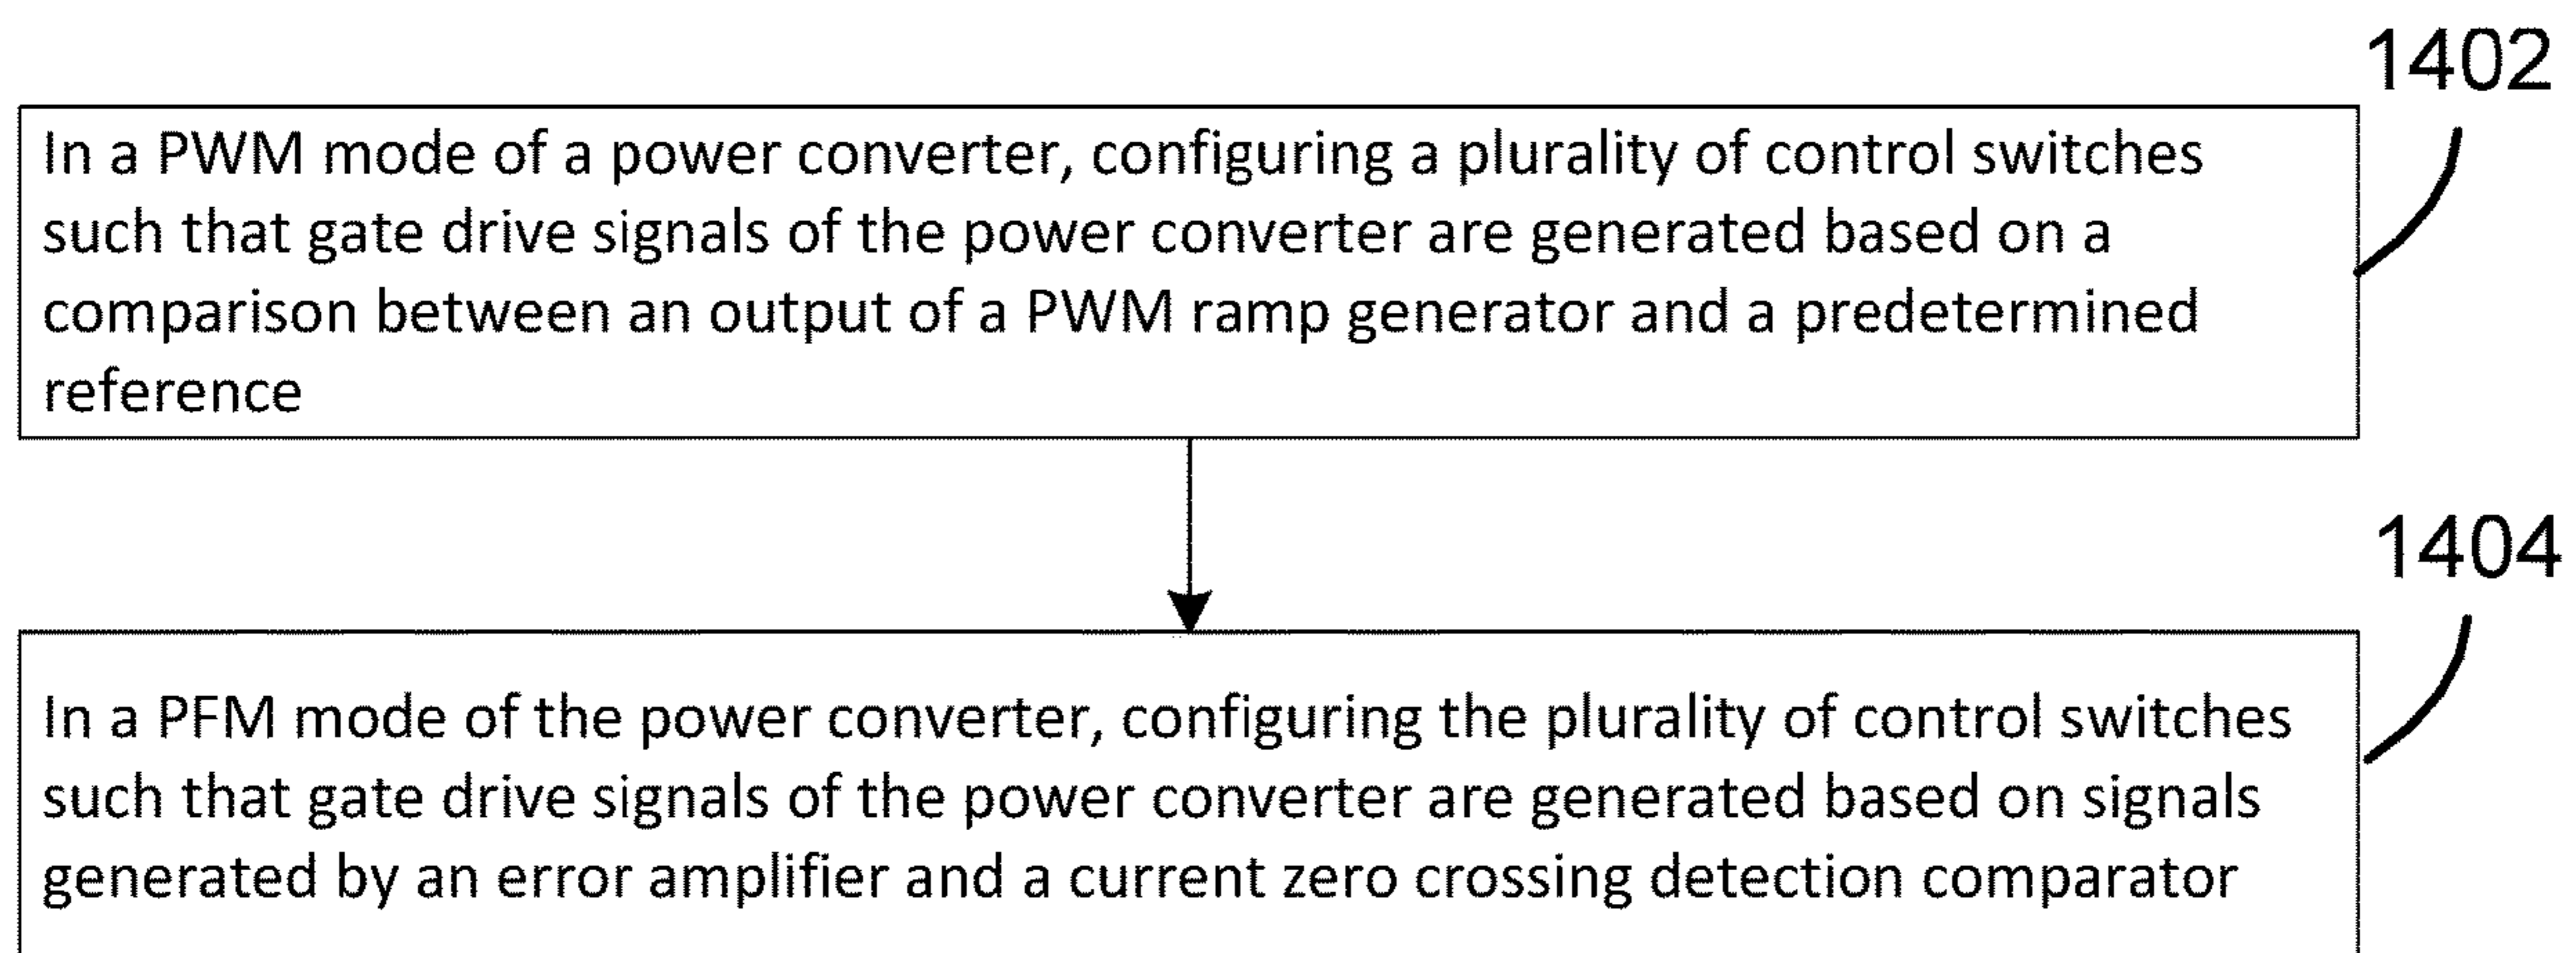 1402
In a PWM mode of a power converter, configuring a plurality of control switches
such that gate drive signals of the power converter are generated based on a
comparison between an output of a PWM ramp generator and a predetermined
reference
1404
In a PFM mode of the power converter, configuring the plurality of control switches
such that gate drive signals of the power converter are generated based on signals
generated by an error amplifier and a current zero crossing detection comparator